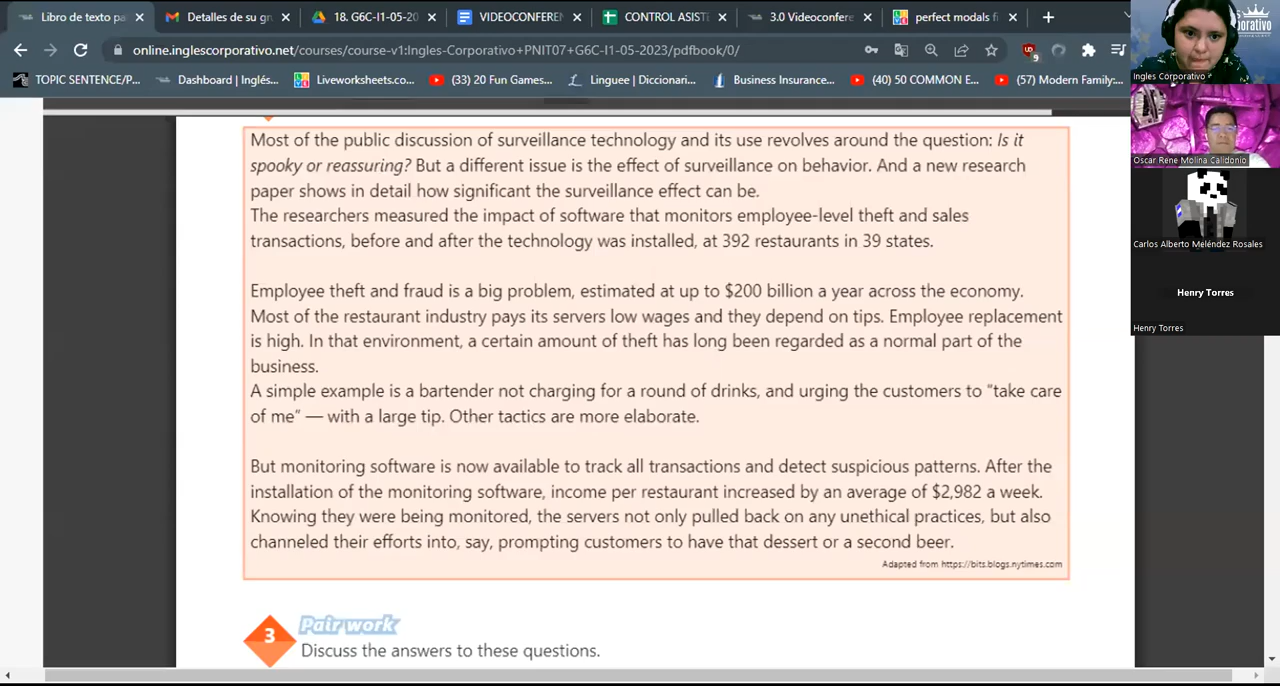 Libro de texto pa
Detalles de su gr
18. G6C-I1-05-20
VIDEOCONFEREN
CONTROL ASIST
3.0 Videoconfere
perfect modals fi
online.inglescorporativo.net/courses/course-v1:Ingles-Corporativo+PNIT07+G6C-I1-05-2023/pdfbook/0/
9
TOPIC SENTENCE/P...
Dashboard | Inglés...
Liveworksheets.co...
(33) 20 Fun Games...
Linguee | Diccionari...
Business Insurance...
(40) 50 COMMON E...
(57) Modern Family:...
Ingles Corporativo
Oscar Rene Molina Calidonio
Carlos Alberto Meléndez Rosales
Henry Torres
Henry Torres
Most of the public discussion of surveillance technology and its use revolves around the question: Is it
spooky or reassuring? But a different issue is the effect of surveillance on behavior. And a new research
paper shows in detail how significant the surveillance effect can be.
The researchers measured the impact of software that monitors employee-level theft and sales
transactions, before and after the technology was installed, at 392 restaurants in 39 states.
Employee theft and fraud is a big problem, estimated at up to $200 billion a year across the economy.
Most of the restaurant industry pays its servers low wages and they depend on tips. Employee replacement
is high. In that environment, a certain amount of theft has long been regarded as a normal part of the
business.
A simple example is a bartender not charging for a round of drinks, and urging the customers to “take care
of me” — with a large tip. Other tactics are more elaborate.
But monitoring software is now available to track all transactions and detect suspicious patterns. After the
installation of the monitoring software, income per restaurant increased by an average of $2,982 a week.
Knowing they were being monitored, the servers not only pulled back on any unethical practices, but also
channeled their efforts into, say, prompting customers to have that dessert or a second beer.
Adapted from https://bits.blogs.nytimes.com
3
Pair work
Discuss the answers to these questions.